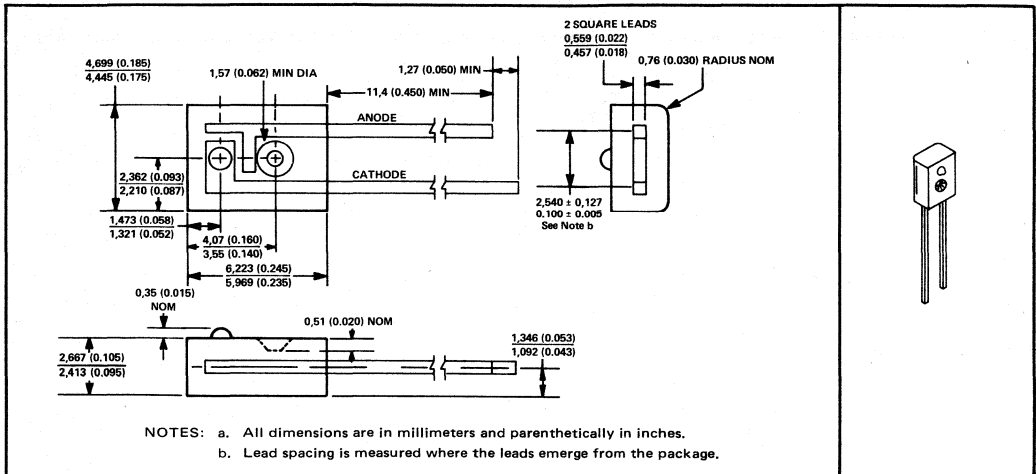 2 SQUARE LEADS
0,559 (0.022)
0,457 (0.018)
0,76 (0.030) RADIUS NOM
4,699 (0.185)
4,445 (0.175)
1,57 (0.062) MIN DIA
1,27 (0.050) MIN
11,4 (0.450) MIN
ANODE
CATHODE
2,362 (0.093)
2,210 (0.087)
2,540 ± 0,127
0.100 ± 0.005
See Note b
1,473 (0.058)
1,321 (0.052)
4,07 (0.160)
3,55 (0.140)
6,223 (0.245)
5,969 (0.235)
0,35 (0.015)
NOM
0,51 (0.020) NOM
1,346 (0.053)
1,092 (0.043)
2,667 (0.105)
2,413 (0.095)
NOTES: a. All dimensions are in millimeters and parenthetically in inches.
b. Lead spacing is measured where the leads emerge from the package.